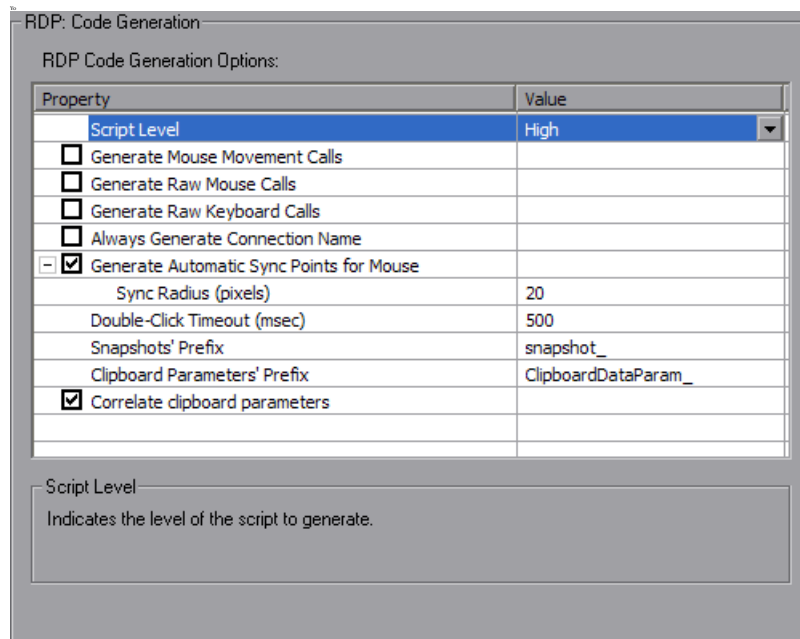 To
RDP: Code Generation
RDP Code Generation Options:
Property Value
Script Level High
Generate Mouse Movement Calls
Generate Raw Mouse Calls
Generate Raw Keyboard Calls
Always Generate Connection Name
Generate Automatic Sync Points for Mouse
Sync Radius (pixels) 20
Double-Click Timeout (msec) 500
Snapshots' Prefix snapshot_
Clipboard Parameters' Prefix ClipboardDataParam_
Correlate clipboard parameters
Script Level
Indicates the level of the script to generate.